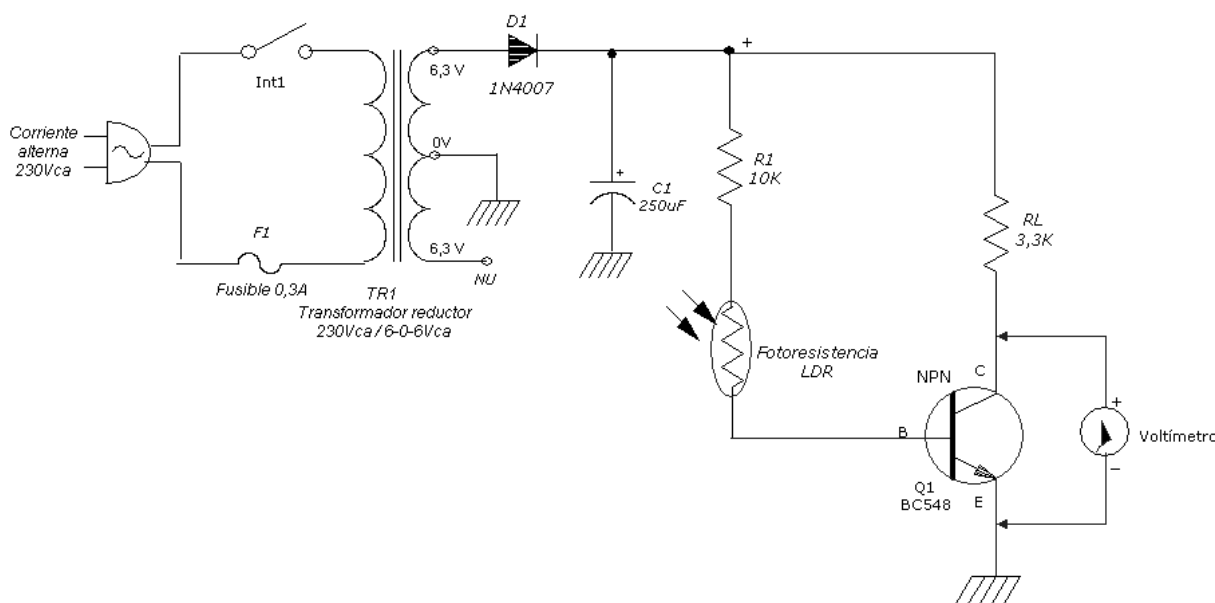 D1
+
Int1
6,3 V
1N4007
Corriente
alterna
230Vca
0V
R1
10K
+
C1
250uF
RL
3,3K
F1
6,3 V
NU
Fusible 0,3A
TR1
Transformador reductor
230Vca / 6-0-6Vca
Fotoresistencia
LDR
NPN
C
+
B
Voltímetro
−
Q1
BC548
E